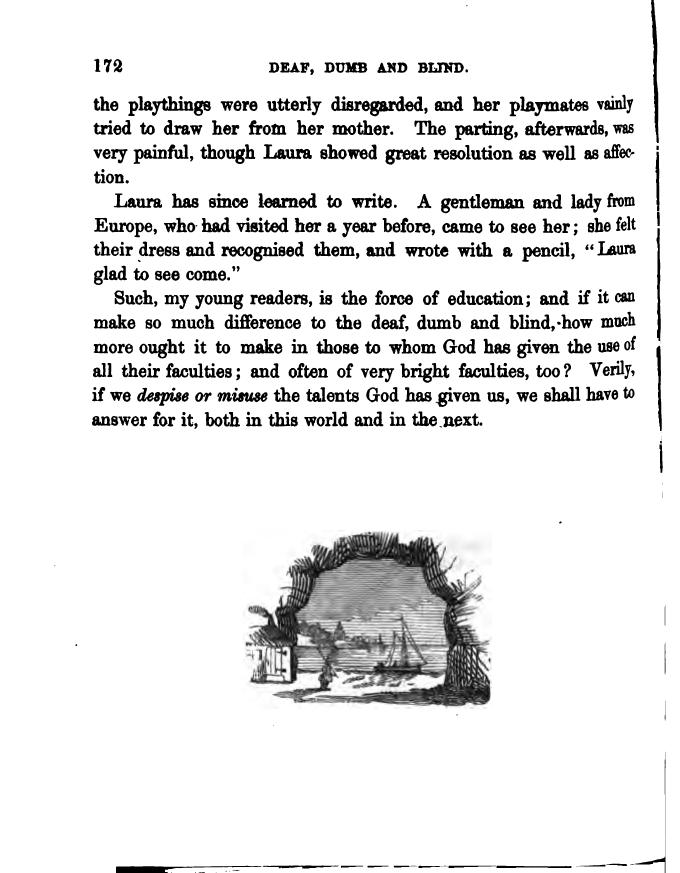 172 DEAF, DUMB AND BLIND.
the playthings were utterly disregarded, and her playmates vainly
tried to draw her from her mother. The parting, afterwards, was
very painful, though Laura showed great resolution as well as affec-
tion.
Laura has since learned to write. A gentleman and lady from
Europe, who had visited her a year before, came to see her; she felt
their dress and recognised them, and wrote with a pencil, “Laura
glad to see come.”
Such, my young readers, is the force of education; and if it can
make so much difference to the deaf, dumb and blind, how much
more ought it to make in those to whom God has given the use of
all their faculties; and often of very bright faculties, too? Verily,
if we despise or misuse the talents God has given us, we shall have to
answer for it, both in this world and in the next.